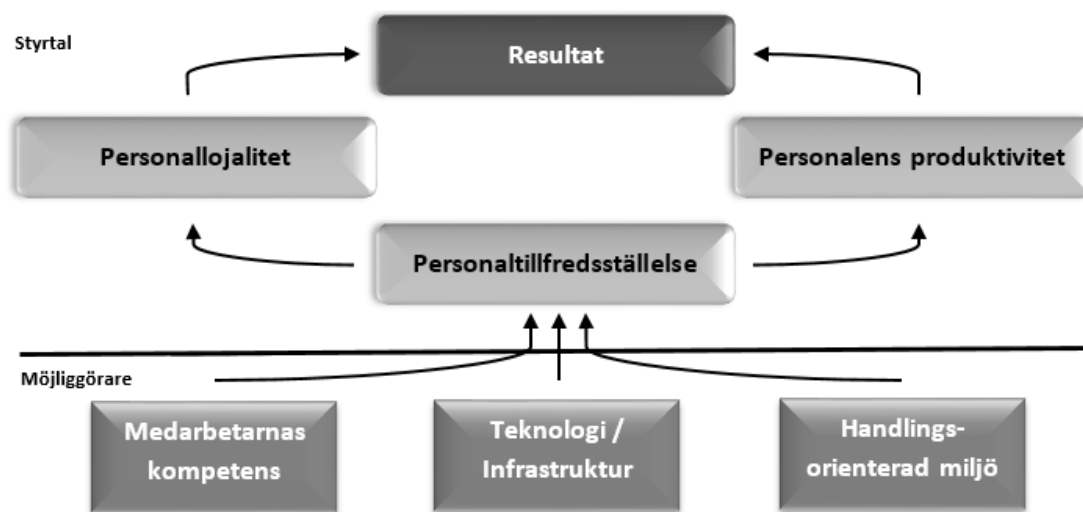 Styrtal
Resultat
Personallojalitet
Personalens produktivitet
Personaltillfredsställelse
Möjliggörare
Medarbetarnas
kompetens
Teknologi /
Infrastruktur
Handlings-
orienterad miljö